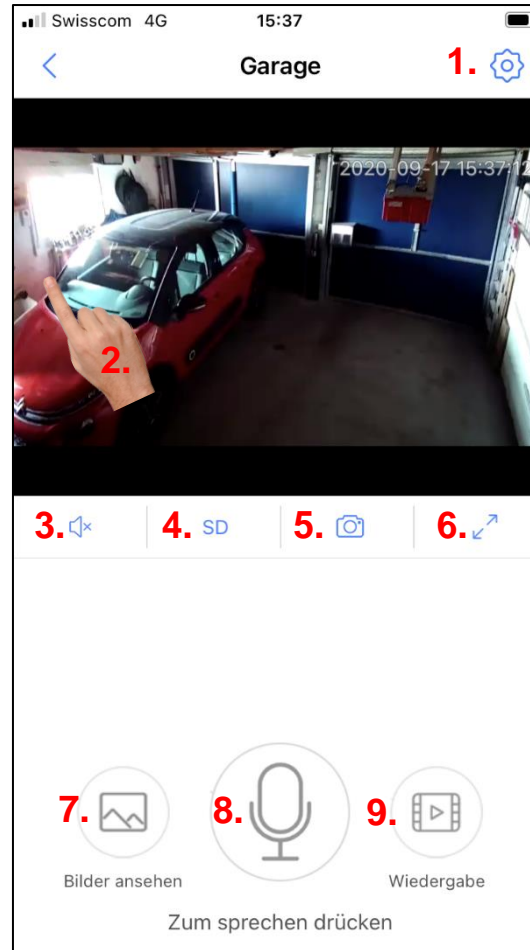 Swisscom 4G 15:37
Garage 1.
2020-09-17 15:37:12
2.
3. 4. SD 5. 6.
7. 8. 9.
Bilder ansehen Wiedergabe
Zum sprechen drücken